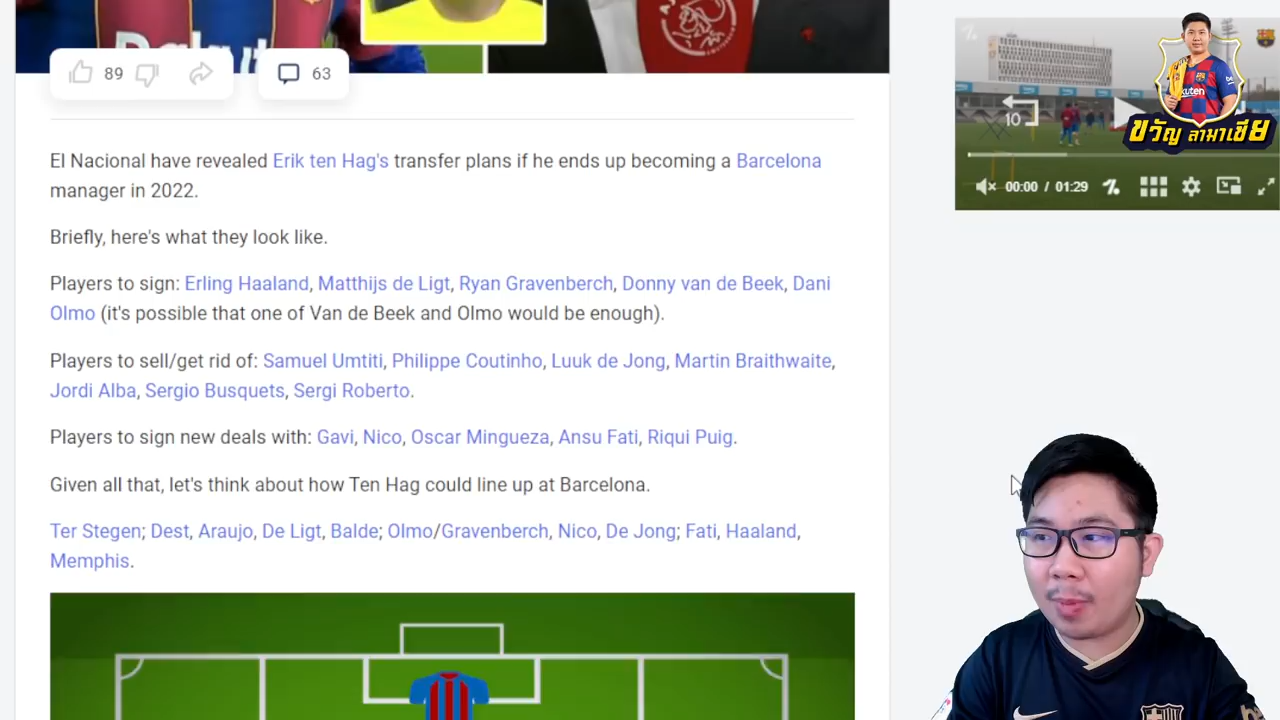 89
63
El Nacional have revealed Erik ten Hag's transfer plans if he ends up becoming a Barcelona
manager in 2022.
Briefly, here's what they look like.
Players to sign: Erling Haaland, Matthijs de Ligt, Ryan Gravenberch, Donny van de Beek, Dani
Olmo (it's possible that one of Van de Beek and Olmo would be enough).
Players to sell/get rid of: Samuel Umtiti, Philippe Coutinho, Luuk de Jong, Martin Braithwaite,
Jordi Alba, Sergio Busquets, Sergi Roberto.
Players to sign new deals with: Gavi, Nico, Oscar Mingueza, Ansu Fati, Riqui Puig.
Given all that, let's think about how Ten Hag could line up at Barcelona.
Ter Stegen; Dest, Araujo, De Ligt, Balde; Olmo/Gravenberch, Nico, De Jong; Fati, Haaland,
Memphis.
10
ขวัญ ลามาเซีย
00:00 / 01:29